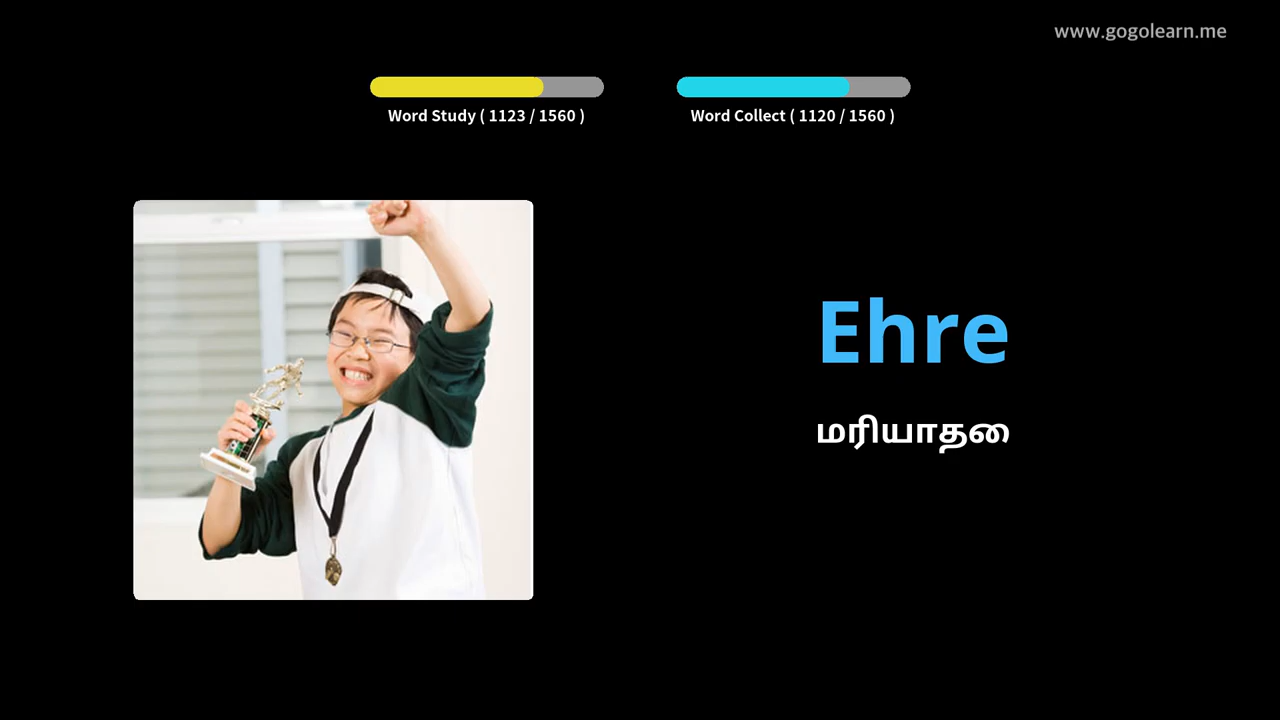 www.gogolearn.me
Word Study ( 1123 / 1560 )
Word Collect ( 1120 / 1560 )
Ehre
மரியாதை